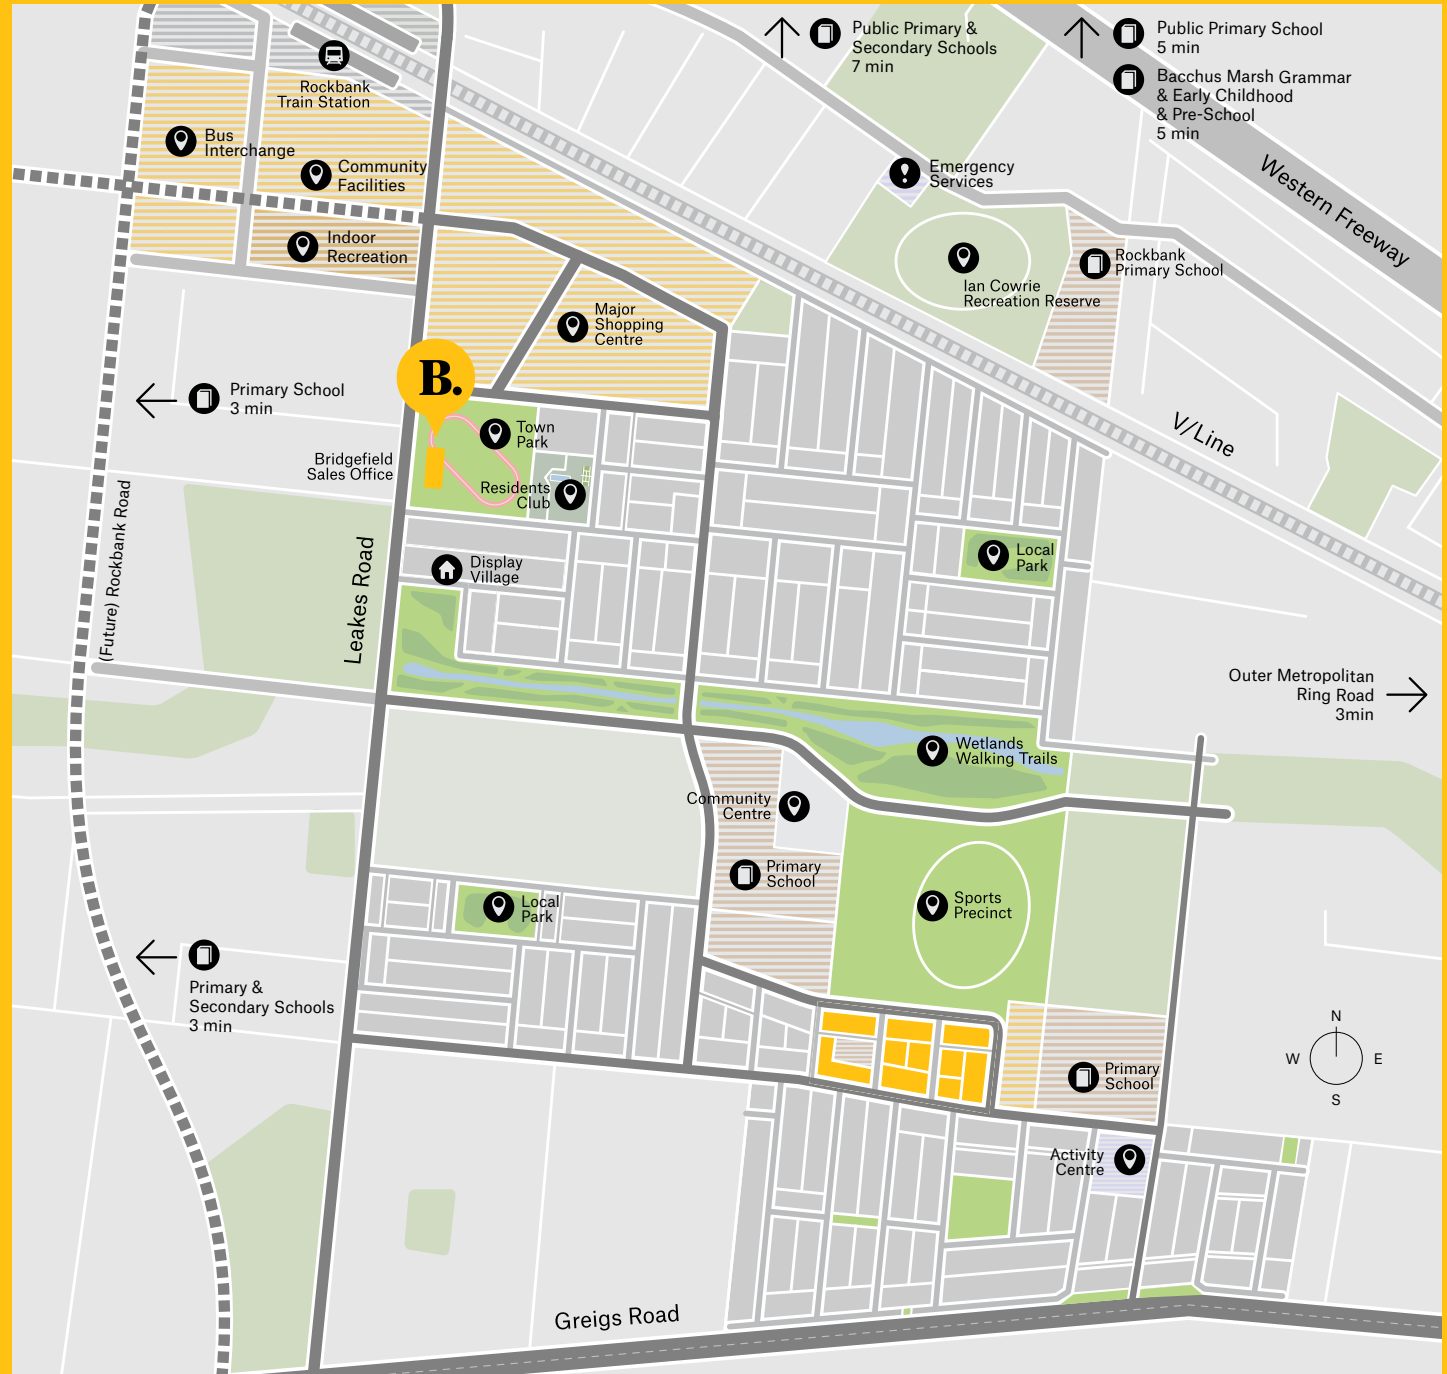 Public Primary &
Secondary Schools
7 min
Public Primary School
5 min
Bacchus Marsh Grammar
& Early Childhood
& Pre-School
5 min
Western Freeway
Rockbank
Train Station
Bus
Interchange
Community
Facilities
Indoor
Recreation
Emergency
Services
Ian Cowrie
Recreation Reserve
Rockbank
Primary School
Major
Shopping
Centre
Primary School
3 min
B.
Town
Park
Bridgefield
Sales Office
Residents
Club
V/Line
(Future) Rockbank Road
Leakes Road
Display
Village
Local
Park
Outer Metropolitan
Ring Road
3min
Wetlands
Walking Trails
Community
Centre
Primary
School
Sports
Precinct
Local
Park
Primary &
Secondary Schools
3 min
N
W
E
S
Primary
School
Activity
Centre
Greigs Road